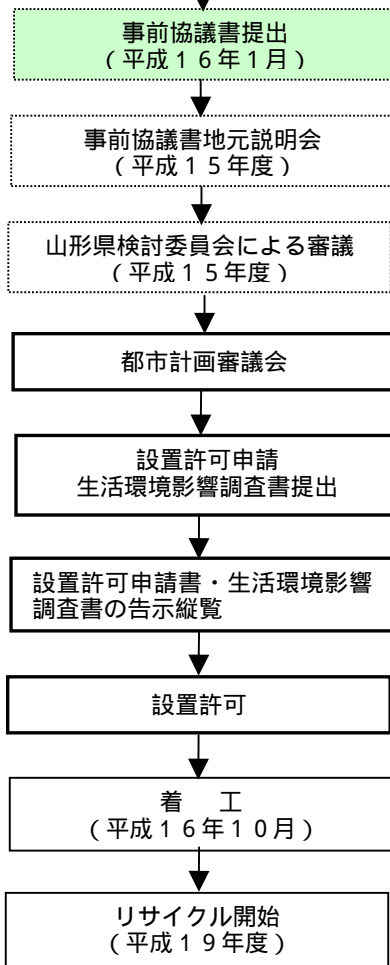 事前協議書提出
（平成１６年１月）
事前協議書地元説明会
（平成１５年度）
山形県検討委員会による審議
（平成１５年度）
都市計画審議会
設置許可申請
生活環境影響調査書提出
設置許可申請書・生活環境影響
調査書の告示縦覧
設置許可
着　工
（平成１６年１０月）
リサイクル開始
（平成１９年度）